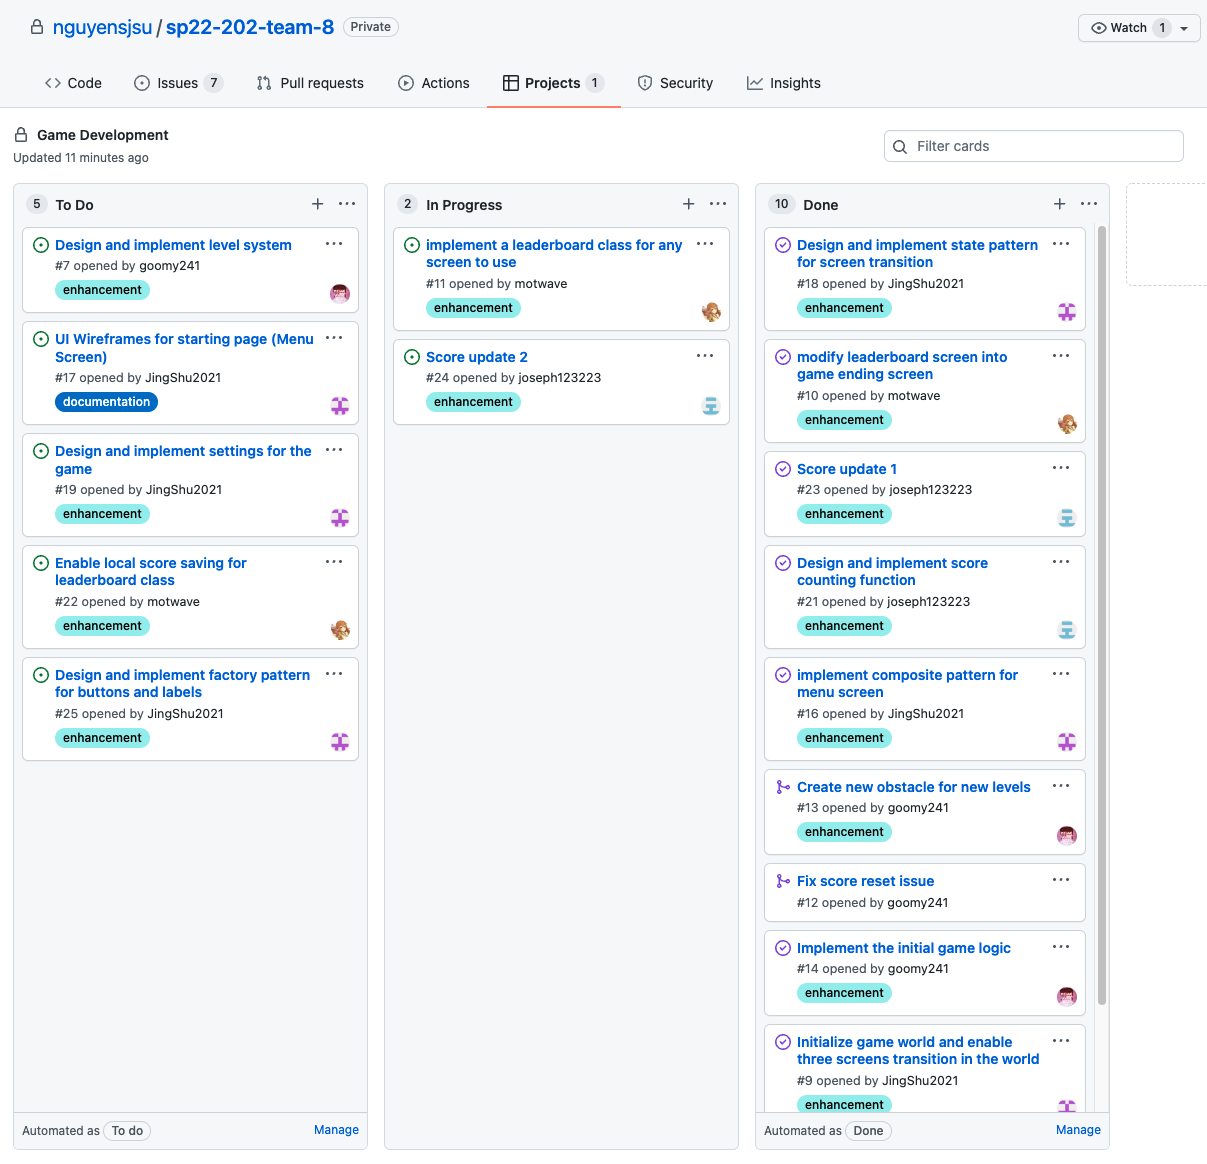 nguyensjsu / sp22-202-team-8 Private
Watch 1
Code Issues 7 Pull requests Actions Projects 1 Security Insights
Game Development
Updated 11 minutes ago
Filter cards
5 To Do
Design and implement level system
#7 opened by goomy241
enhancement
UI Wireframes for starting page (Menu
Screen)
#17 opened by JingShu2021
documentation
Design and implement settings for the
game
#19 opened by JingShu2021
enhancement
Enable local score saving for
leaderboard class
#22 opened by motwave
enhancement
Design and implement factory pattern
for buttons and labels
#25 opened by JingShu2021
enhancement
Automated as To do
Manage
2 In Progress
implement a leaderboard class for any
screen to use
#11 opened by motwave
enhancement
Score update 2
#24 opened by joseph123223
enhancement
10 Done
Design and implement state pattern
for screen transition
#18 opened by JingShu2021
enhancement
modify leaderboard screen into
game ending screen
#10 opened by motwave
enhancement
Score update 1
#23 opened by joseph123223
enhancement
Design and implement score
counting function
#21 opened by joseph123223
enhancement
implement composite pattern for
menu screen
#16 opened by JingShu2021
enhancement
Create new obstacle for new levels
#13 opened by goomy241
enhancement
Fix score reset issue
#12 opened by goomy241
Implement the initial game logic
#14 opened by goomy241
enhancement
Initialize game world and enable
three screens transition in the world
#9 opened by JingShu2021
enhancement
Automated as Done
Manage